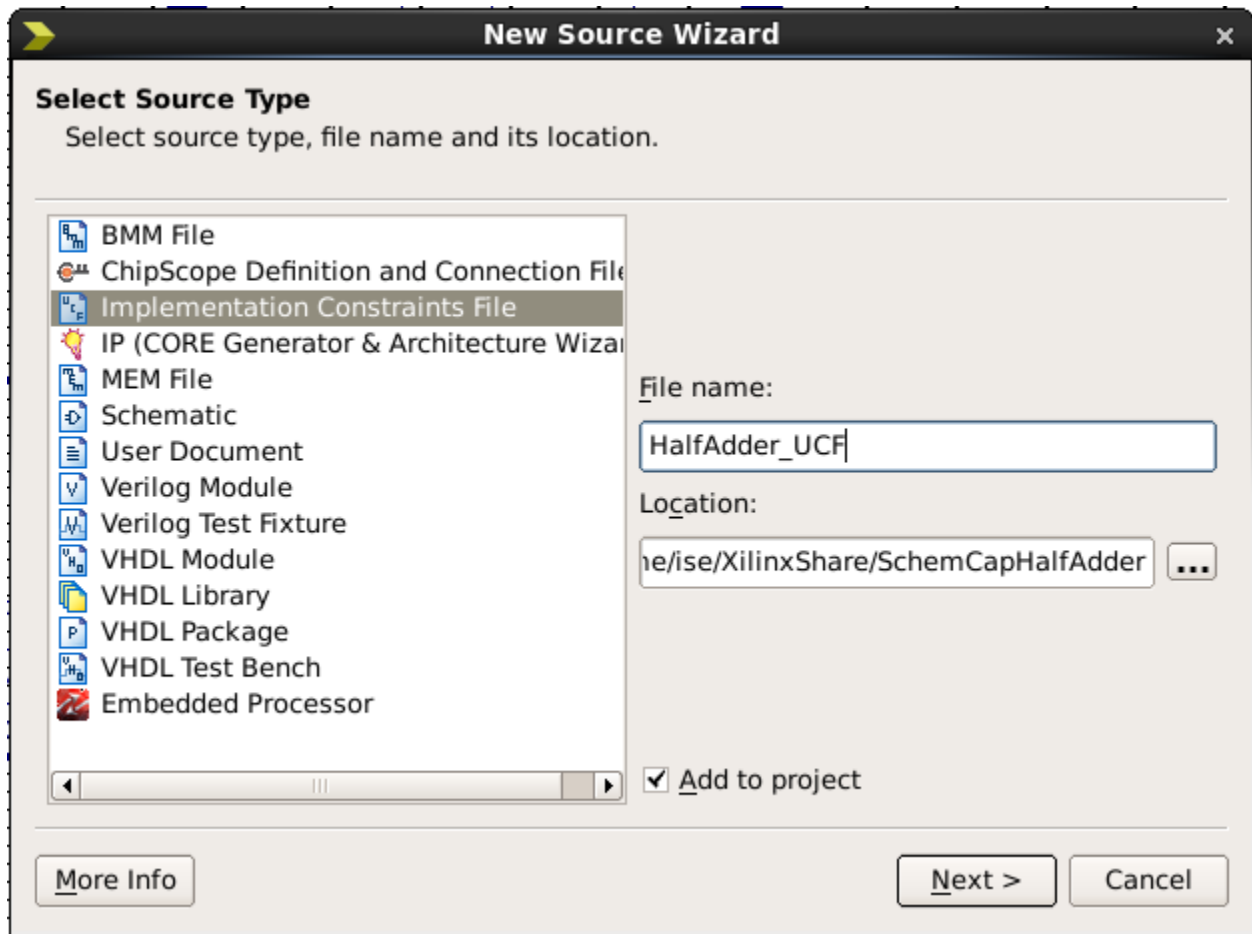 New Source Wizard
Select Source Type
Select source type, file name and its location.
BMM File
ChipScope Definition and Connection File
Implementation Constraints File
IP (CORE Generator & Architecture Wizar
MEM File
Schematic
User Document
Verilog Module
Verilog Test Fixture
VHDL Module
VHDL Library
VHDL Package
VHDL Test Bench
Embedded Processor
File name:
HalfAdder_UCF
Location:
ne/ise/XilinxShare/SchemCapHalfAdder
...
Add to project
More Info
Next >
Cancel